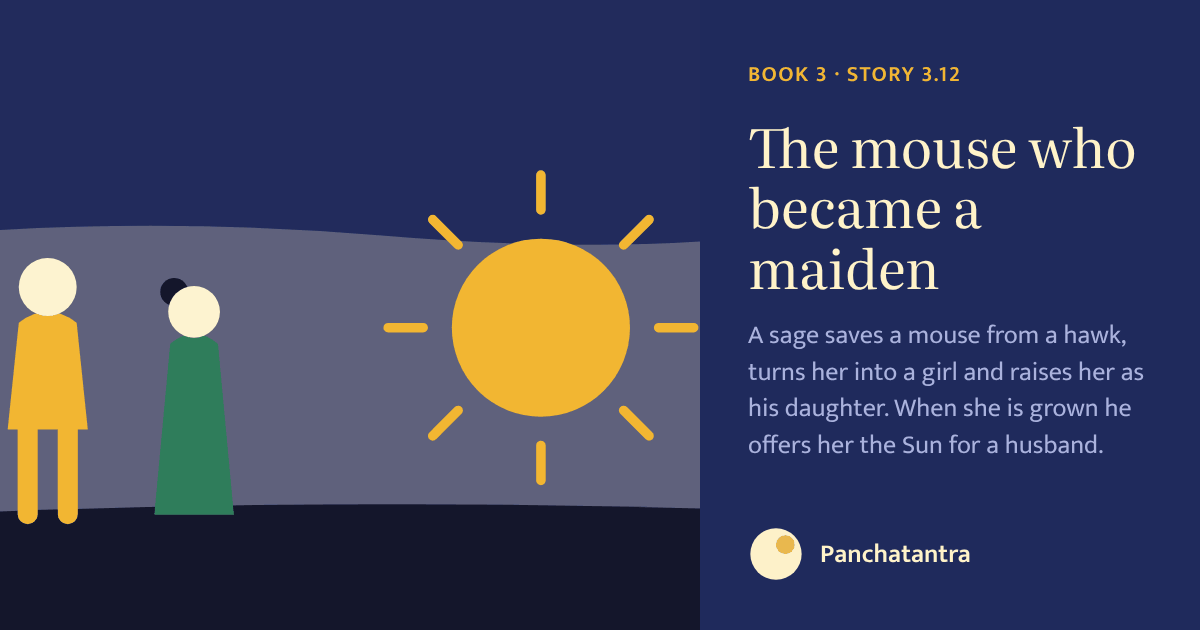 BOOK 3 · STORY 3.12
The mouse who
became a
maiden
A sage saves a mouse from a hawk,
turns her into a girl and raises her as
his daughter. When she is grown he
offers her the Sun for a husband.
Panchatantra